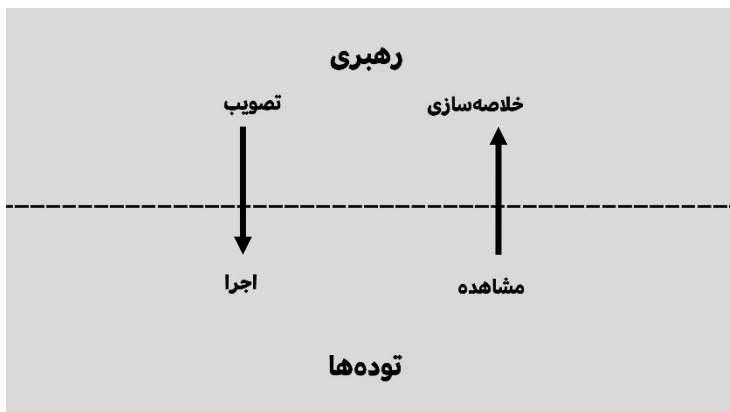 رهبری
خلاصه‌سازی
تصویب
مشاهده
اجرا
توده‌ها